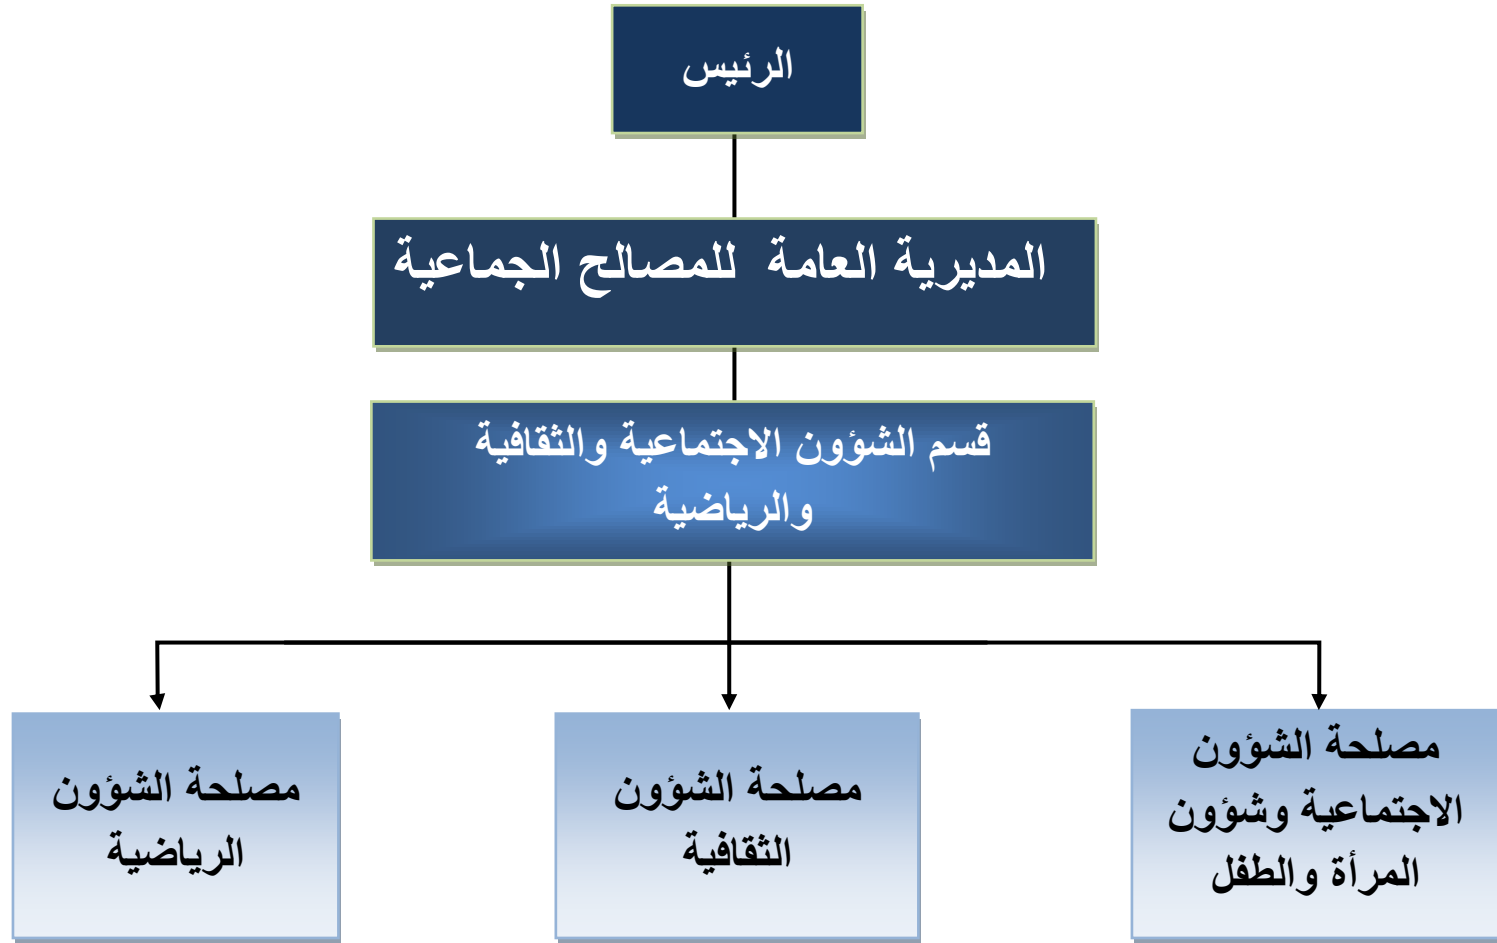 الرئيس
المديرية العامة للمصالح الجماعية
قسم الشؤون الاجتماعية والثقافية
والرياضية
مصلحة الشؤون
الاجتماعية وشؤون
المرأة والطفل
مصلحة الشؤون
الثقافية
مصلحة الشؤون
الرياضية